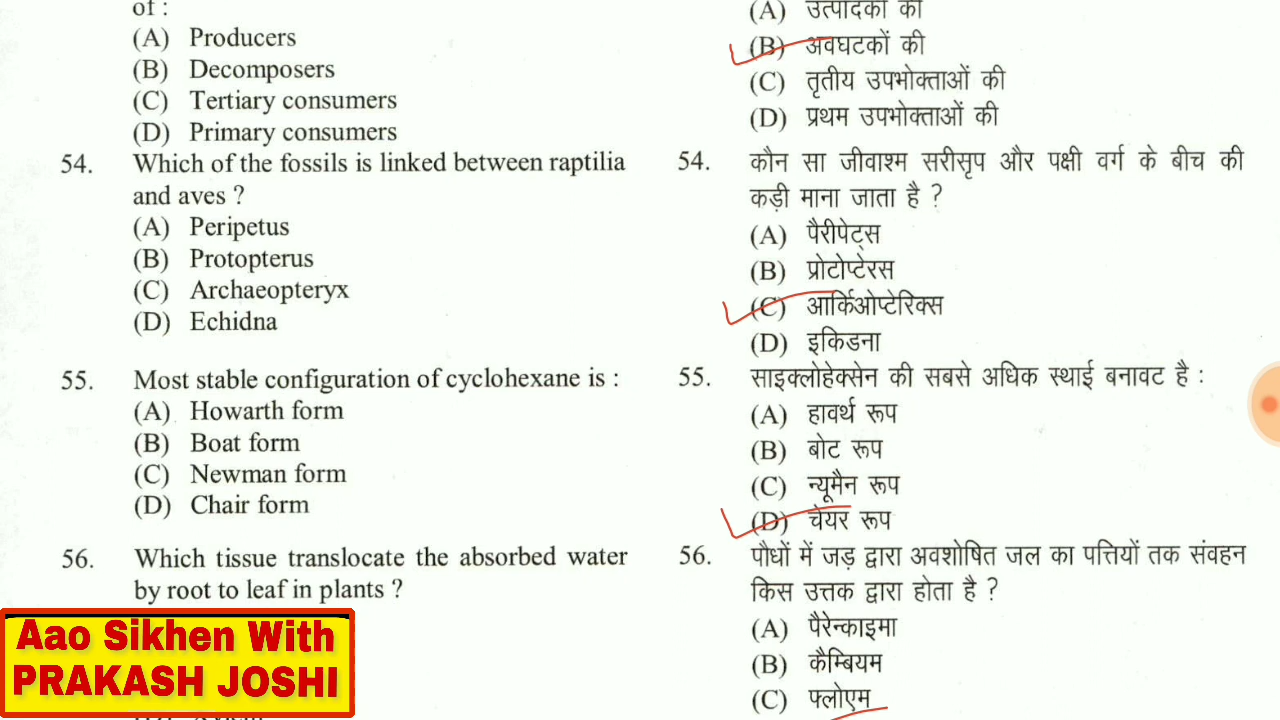 of :
(A) Producers
(B) Decomposers
(C) Tertiary consumers
(D) Primary consumers
54. Which of the fossils is linked between raptilia
and aves ?
(A) Peripetus
(B) Protopterus
(C) Archaeopteryx
(D) Echidna
55. Most stable configuration of cyclohexane is :
(A) Howarth form
(B) Boat form
(C) Newman form
(D) Chair form
56. Which tissue translocate the absorbed water
by root to leaf in plants ?
(A) उत्पादकों की
(B) अवघटकों की
(C) तृतीय उपभोक्ताओं की
(D) प्रथम उपभोक्ताओं की
54. कौन सा जीवाश्म सरीसृप और पक्षी वर्ग के बीच की
कड़ी माना जाता है ?
(A) पैरीपेट्स
(B) प्रोटोप्टेरस
(C) आर्किओप्टेरिक्स
(D) इकिडना
55. साइक्लोहेक्सेन की सबसे अधिक स्थाई बनावट है :
(A) हावर्थ रूप
(B) बोट रूप
(C) न्यूमैन रूप
(D) चेयर रूप
56. पौधों में जड़ द्वारा अवशोषित जल का पत्तियों तक संवहन
किस उत्तक द्वारा होता है ?
(A) पैरेन्काइमा
(B) कैम्बियम
(C) फ्लोएम
Aao Sikhen With
PRAKASH JOSHI